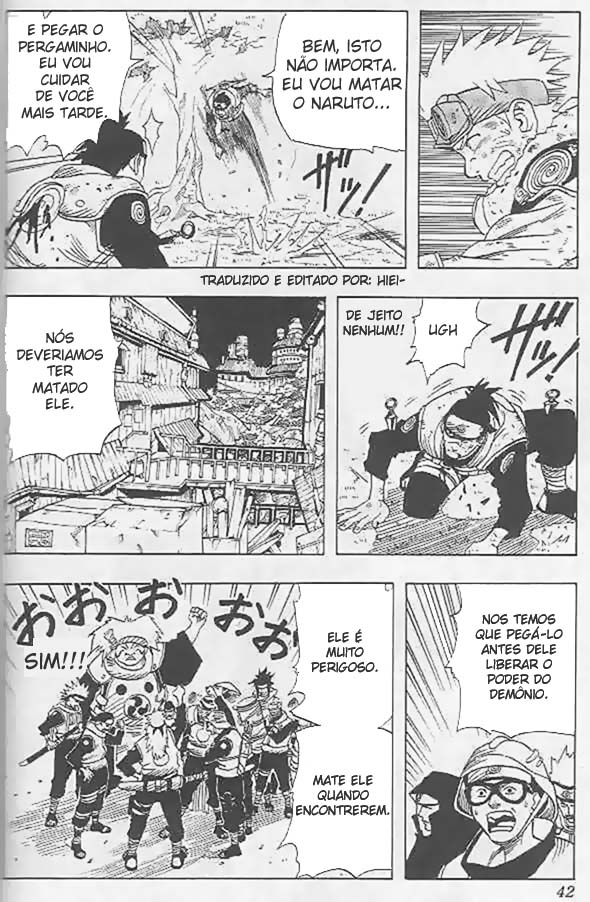 BEM, ISTO
NÃO IMPORTA.
EU VOU MATAR
O NARUTO...
E PEGAR O
PERGAMINHO.
EU VOU
CUIDAR
DE VOCÊ
MAIS TARDE.
ザッ!
TRADUZIDO E EDITADO POR: HIEI-
UGH
DE JEITO
NENHUM!!
ザッ!
NÓS
DEVERIAMOS
TER
MATADO
ELE.
NOS TEMOS
QUE PEGÁ-LO
ANTES DELE
LIBERAR O
PODER DO
DEMÔNIO.
ELE É
MUITO
PERIGOSO.
MATE ELE
QUANDO
ENCONTREREM.
おおおおおお
SIM!!!
42